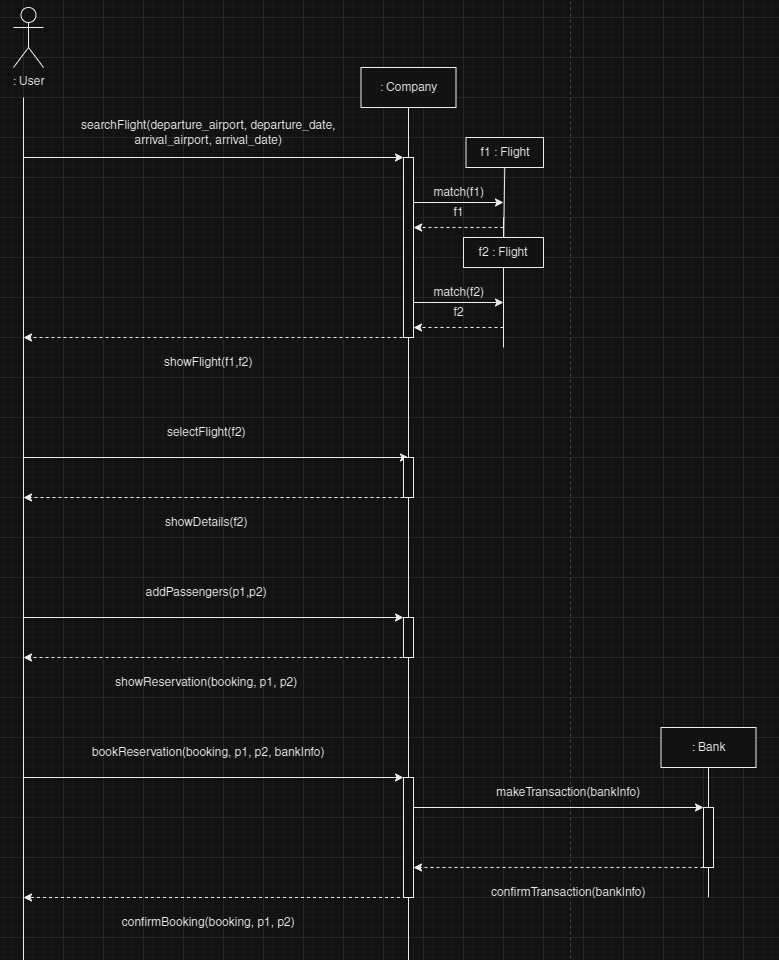 : User
: Company
searchFlight(departure_airport, departure_date,
arrival_airport, arrival_date)
f1 : Flight
match(f1)
f1
f2 : Flight
match(f2)
f2
showFlight(f1,f2)
selectFlight(f2)
showDetails(f2)
addPassengers(p1,p2)
showReservation(booking, p1, p2)
: Bank
bookReservation(booking, p1, p2, bankInfo)
makeTransaction(bankInfo)
confirmTransaction(bankInfo)
confirmBooking(booking, p1, p2)